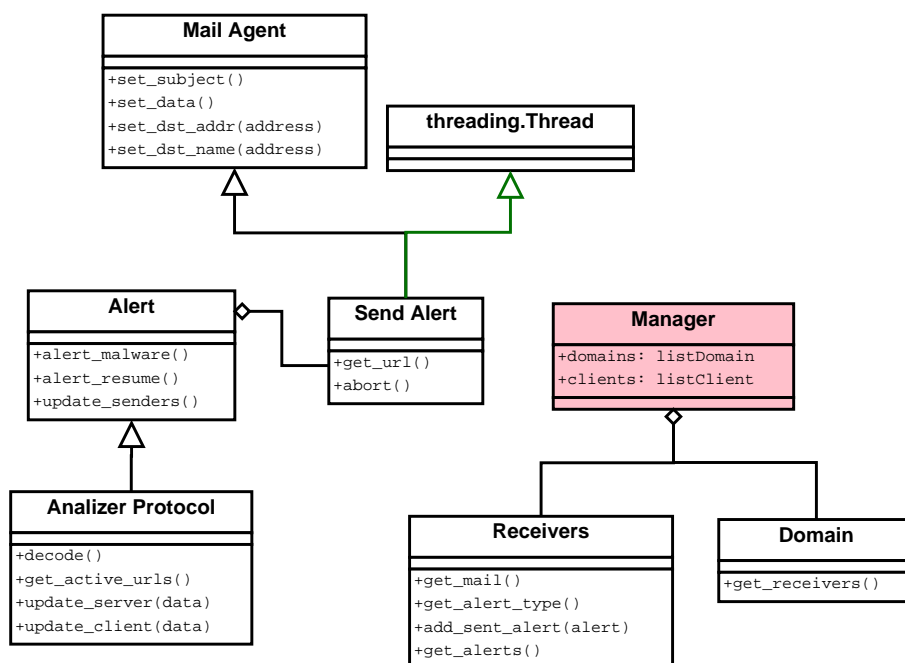 Mail Agent
+set_subject()
+set_data()
+set_dst_addr(address)
+set_dst_name(address)
threading.Thread
Alert
+alert_malware()
+alert_resume()
+update_senders()
Send Alert
+get_url()
+abort()
Manager
+domains: listDomain
+clients: listClient
Analizer Protocol
+decode()
+get_active_urls()
+update_server(data)
+update_client(data)
Receivers
+get_mail()
+get_alert_type()
+add_sent_alert(alert)
+get_alerts()
Domain
+get_receivers()